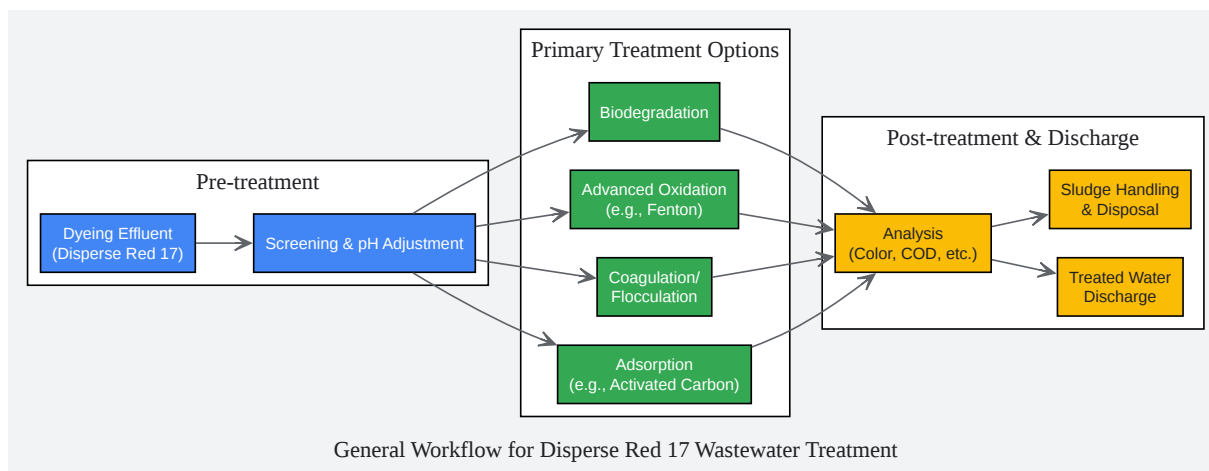 Pre-treatment
Dyeing Effluent
(Disperse Red 17)
Screening & pH Adjustment
Primary Treatment Options
Biodegradation
Advanced Oxidation
(e.g., Fenton)
Coagulation/
Flocculation
Adsorption
(e.g., Activated Carbon)
Post-treatment & Discharge
Analysis
(Color, COD, etc.)
Sludge Handling
& Disposal
Treated Water
Discharge
General Workflow for Disperse Red 17 Wastewater Treatment